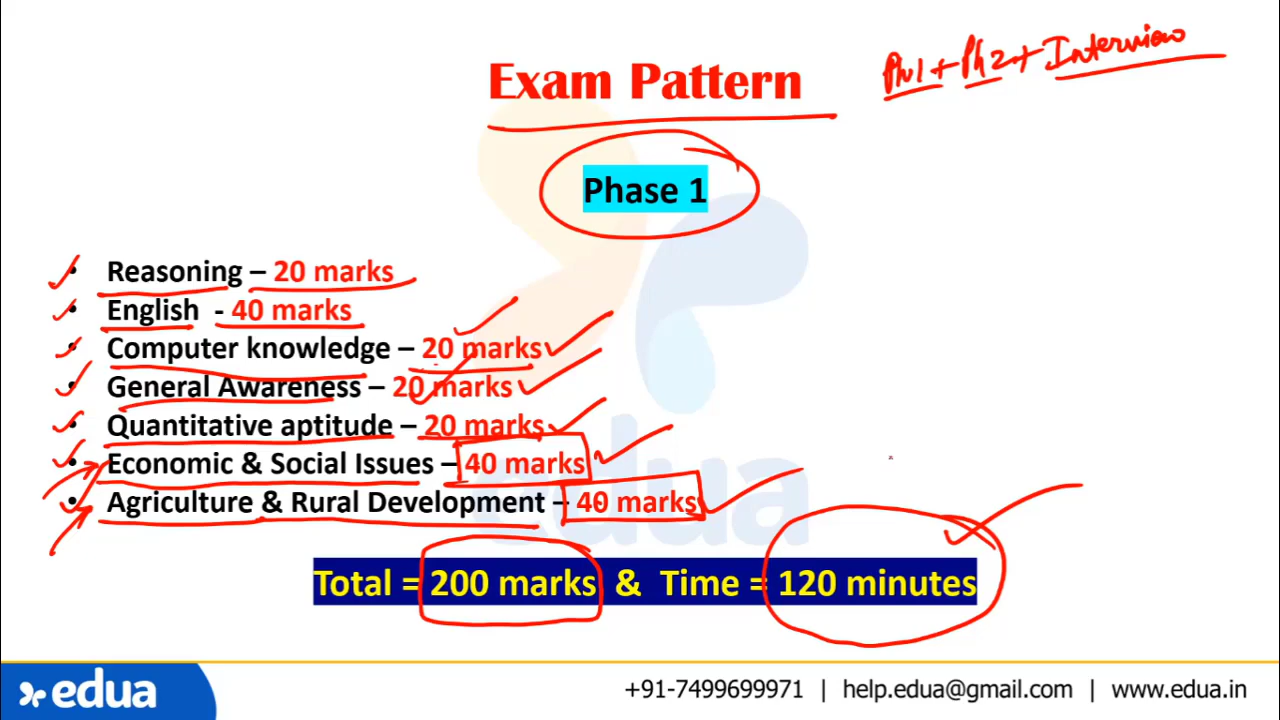 Exam Pattern
Ph1 + Ph2 + Interview
Phase 1
• Reasoning – 20 marks
• English - 40 marks
• Computer knowledge – 20 marks
• General Awareness – 20 marks
• Quantitative aptitude – 20 marks
• Economic & Social Issues – 40 marks
• Agriculture & Rural Development – 40 marks
edua
Total = 200 marks & Time = 120 minutes
edua
+91-7499699971 | help.edua@gmail.com | www.edua.in